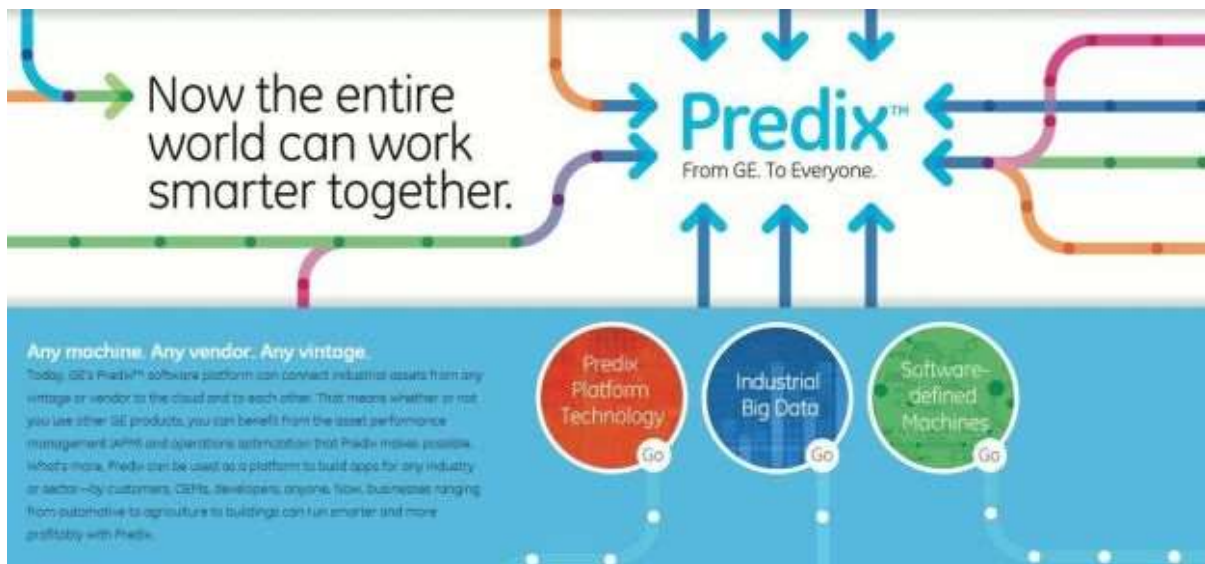 Now the entire
world can work
smarter together.
Predix™
From GE. To Everyone.
Any machine. Any vendor. Any vintage.
Today, GE's Predix™ software platform can connect industrial assets from any
vintage or vendor to the cloud and to each other. That means whether or not
you use other GE products, you can benefit from the asset performance
management (APM) and operations optimization that Predix makes possible.
What's more, Predix can be used as a platform to build apps for any industry
or sector—by customers, OEMs, developers, anyone. Now, businesses ranging
from automotive to agriculture to buildings can run smarter and more
profitably with Predix.
Predix
Platform
Technology
Go
Industrial
Big Data
Go
Software-
defined
Machines
Go